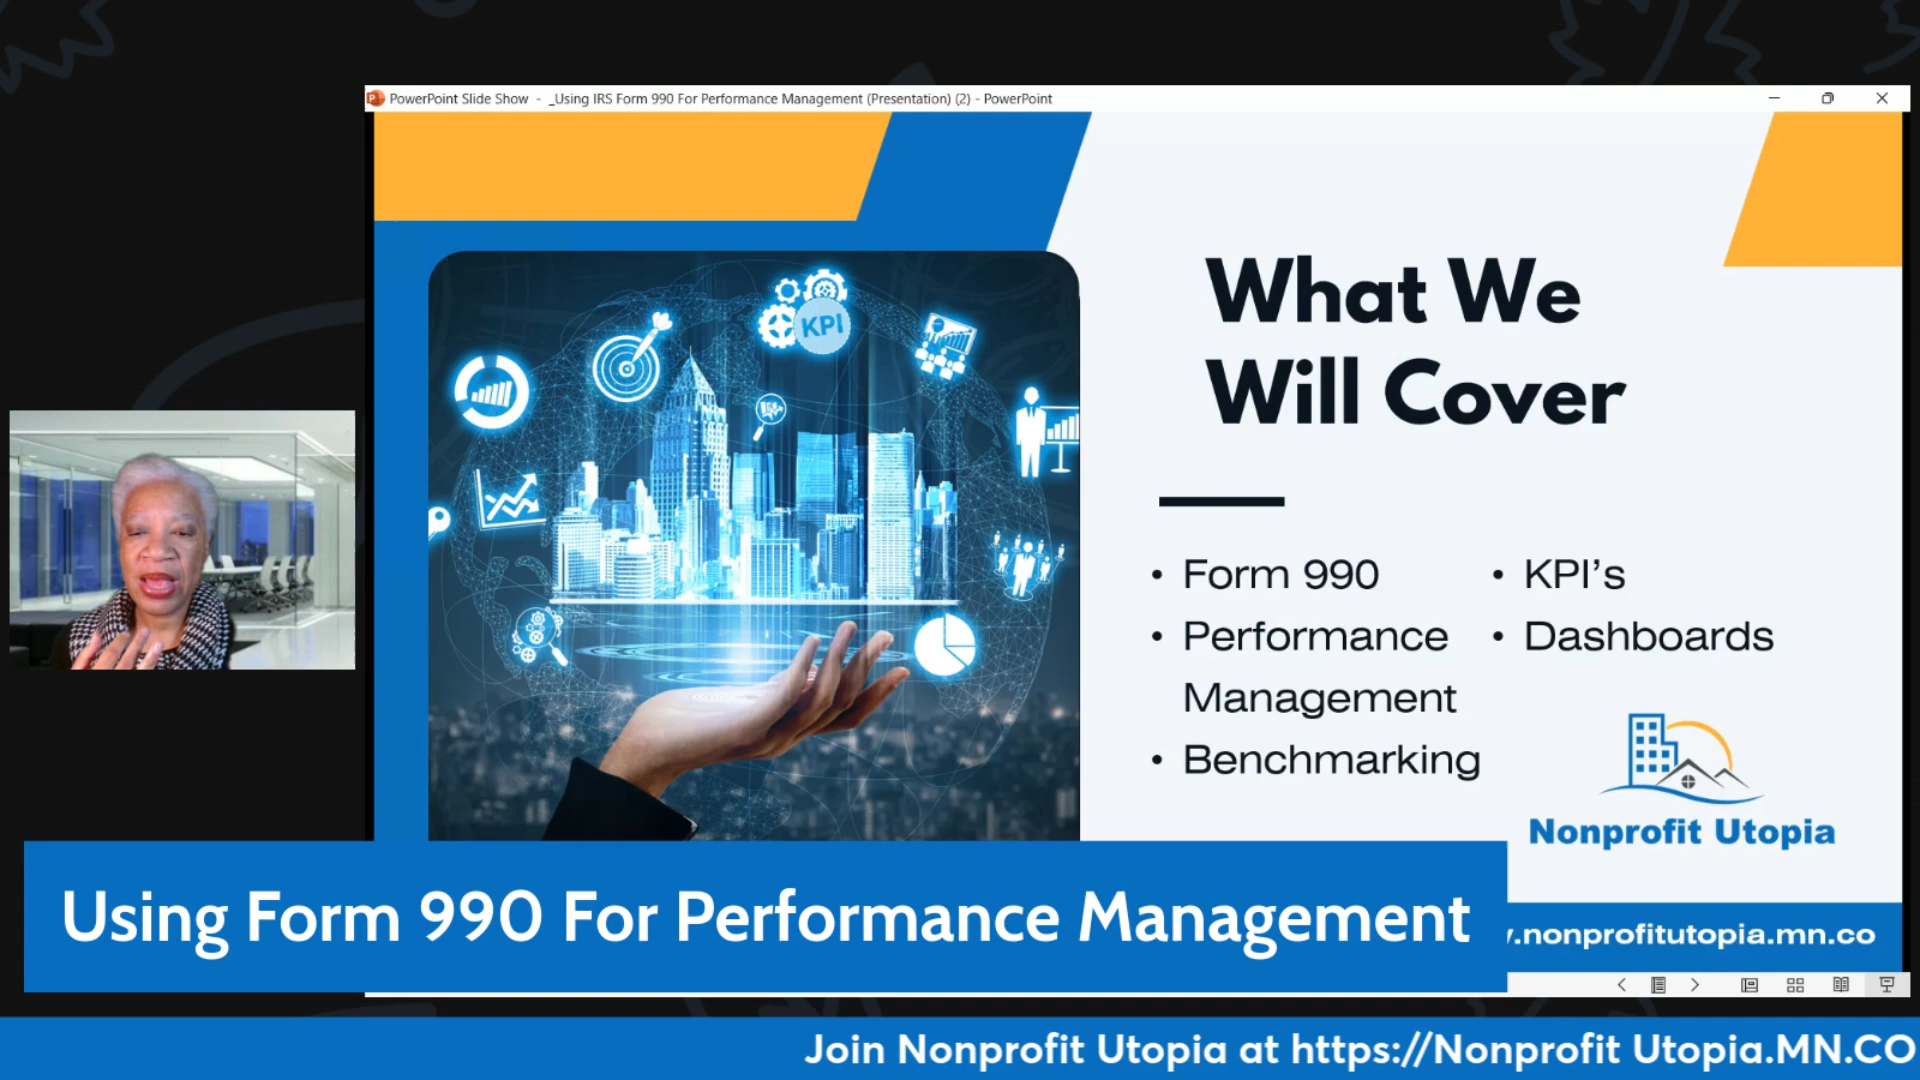 PowerPoint Slide Show - _Using IRS Form 990 For Performance Management (Presentation) (2) - PowerPoint
KPI
What We
Will Cover
• Form 990
• Performance
Management
• Benchmarking
• KPI's
• Dashboards
Nonprofit Utopia
.nonprofitutopia.mn.co
Using Form 990 For Performance Management
Join Nonprofit Utopia at https://Nonprofit Utopia.MN.CO